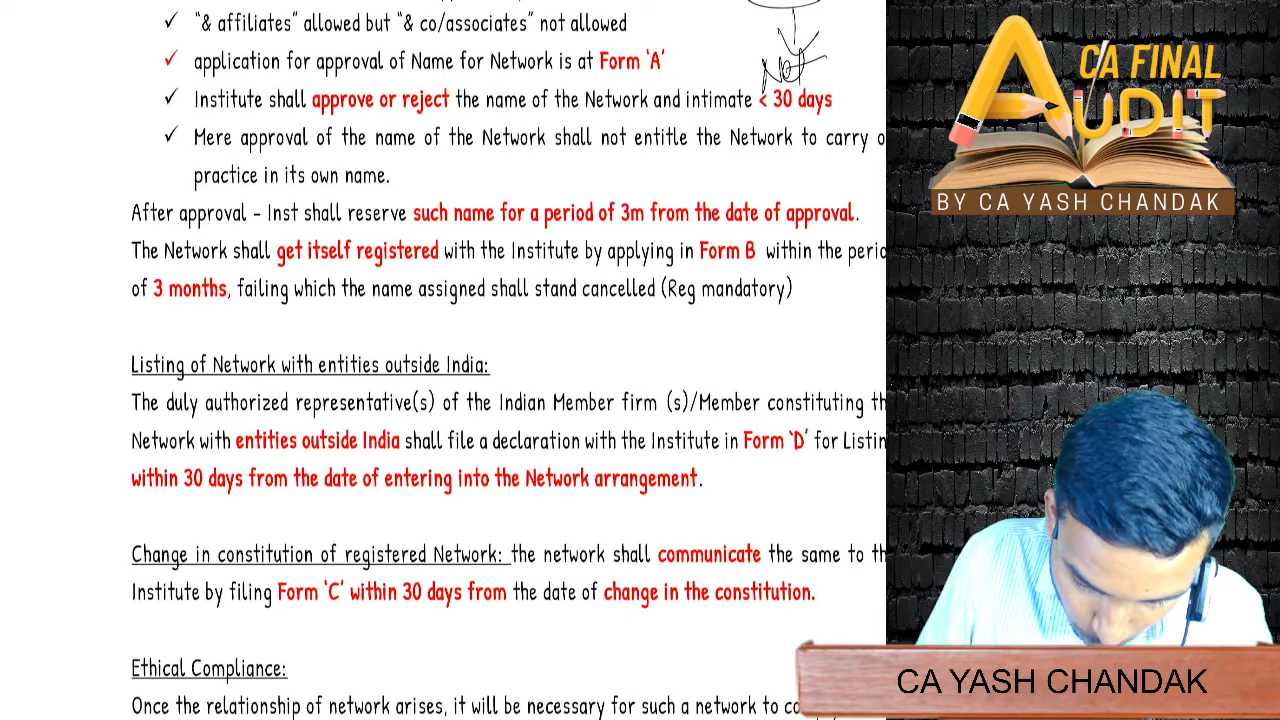 ✓ “& affiliates” allowed but “& co/associates” not allowed
✓ application for approval of Name for Network is at Form ‘A’
✓ Institute shall approve or reject the name of the Network and intimate < 30 days
✓ Mere approval of the name of the Network shall not entitle the Network to carry o
practice in its own name.
After approval – Inst shall reserve such name for a period of 3m from the date of approval.
The Network shall get itself registered with the Institute by applying in Form B within the perio
of 3 months, failing which the name assigned shall stand cancelled (Reg mandatory)
Listing of Network with entities outside India:
The duly authorized representative(s) of the Indian Member firm (s)/Member constituting th
Network with entities outside India shall file a declaration with the Institute in Form ‘D’ for Listin
within 30 days from the date of entering into the Network arrangement.
Change in constitution of registered Network: the network shall communicate the same to th
Institute by filing Form ‘C’ within 30 days from the date of change in the constitution.
Ethical Compliance:
Once the relationship of network arises, it will be necessary for such a network to
CA FINAL
AUDIT
BY CA YASH CHANDAK
CA YASH CHANDAK